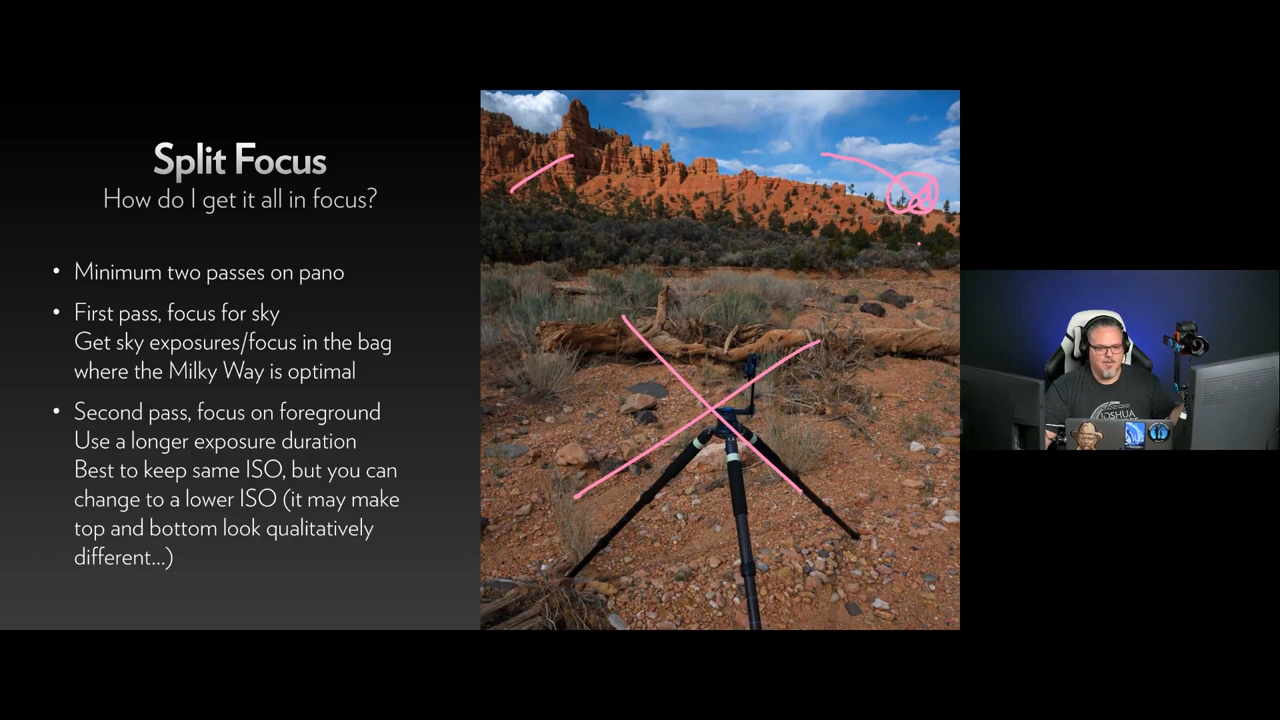 Split Focus
How do I get it all in focus?
• Minimum two passes on pano
• First pass, focus for sky
Get sky exposures/focus in the bag
where the Milky Way is optimal
• Second pass, focus on foreground
Use a longer exposure duration
Best to keep same ISO, but you can
change to a lower ISO (it may make
top and bottom look qualitatively
different...)
JOSHUA